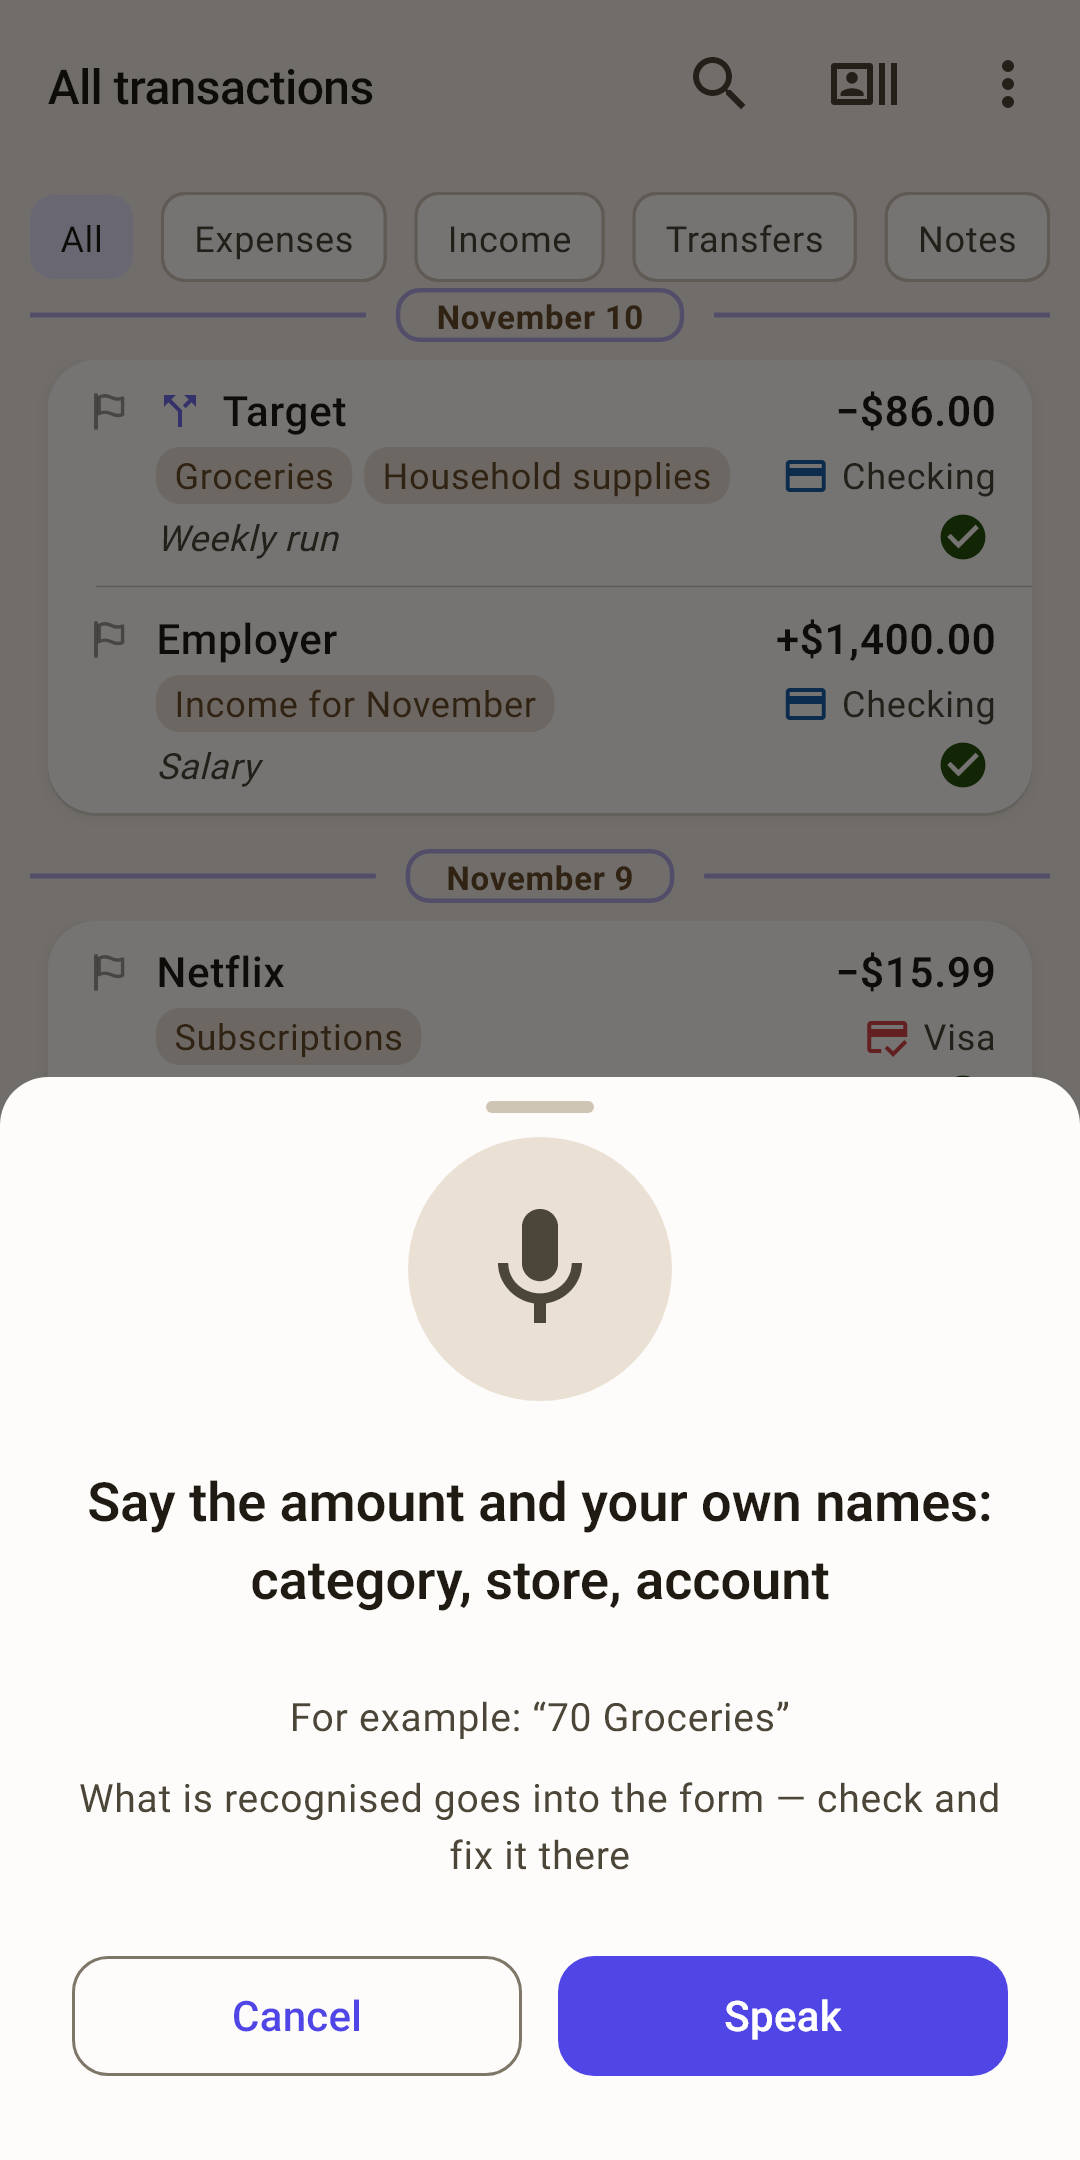 All transactions
All
Expenses
Income
Transfers
Notes
November 10
Target
−$86.00
Groceries
Household supplies
Checking
Weekly run
Employer
+$1,400.00
Income for November
Checking
Salary
November 9
Netflix
−$15.99
Subscriptions
Visa
Say the amount and your own names:
category, store, account
For example: “70 Groceries”
What is recognised goes into the form — check and
fix it there
Cancel
Speak